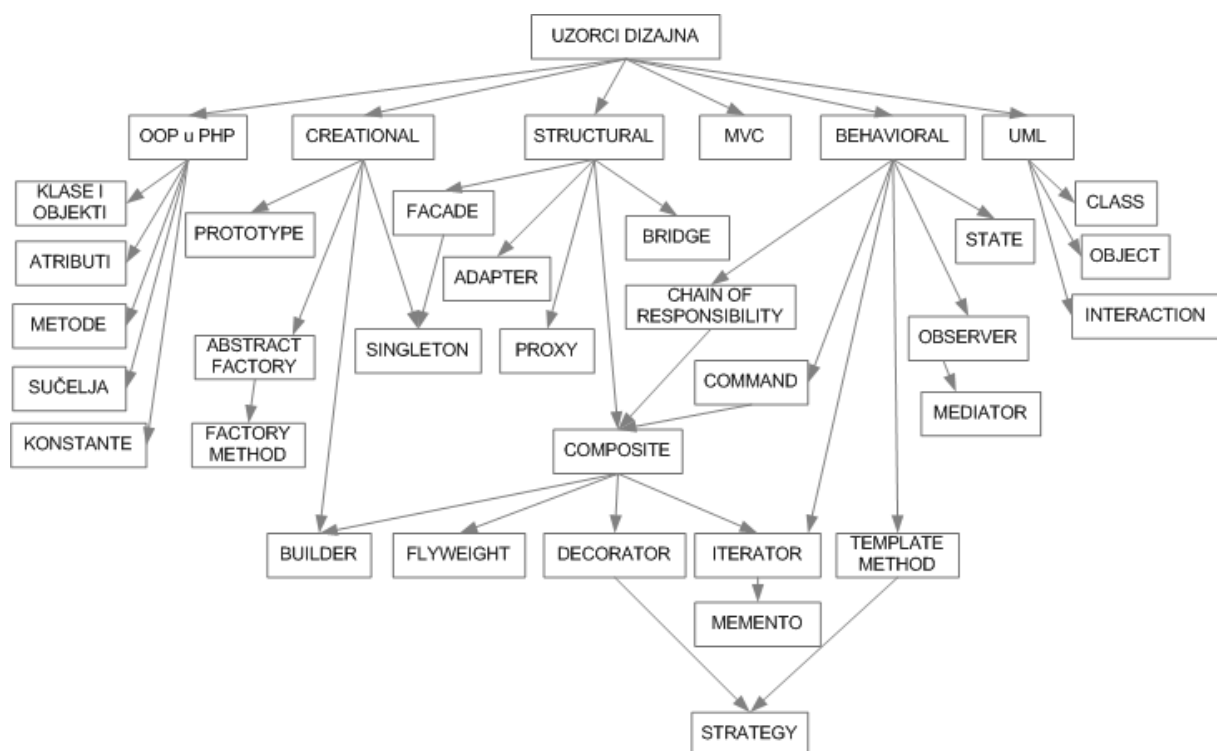 UZORCI DIZAJNA
OOP u PHP
CREATIONAL
STRUCTURAL
MVC
BEHAVIORAL
UML
KLASE I
OBJEKTI
PROTOTYPE
FACADE
BRIDGE
STATE
CLASS
ATRIBUTI
ADAPTER
OBJECT
CHAIN OF
RESPONSIBILITY
METODE
ABSTRACT
FACTORY
SINGLETON
PROXY
OBSERVER
INTERACTION
SUČELJA
COMMAND
MEDIATOR
KONSTANTE
FACTORY
METHOD
COMPOSITE
BUILDER
FLYWEIGHT
DECORATOR
ITERATOR
TEMPLATE
METHOD
MEMENTO
STRATEGY